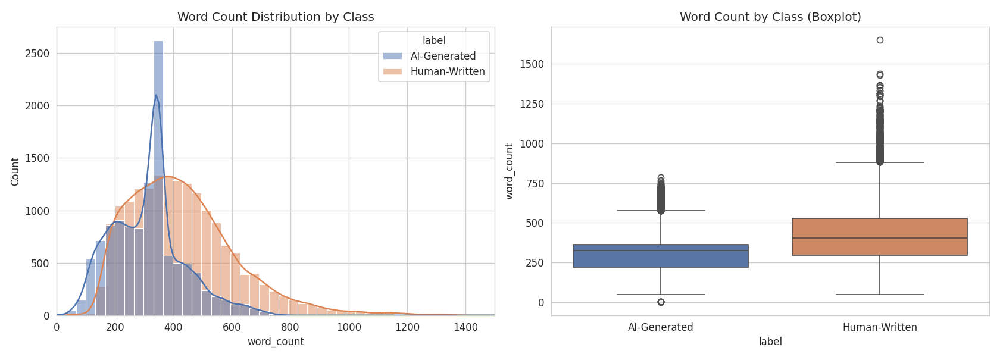 Word Count Distribution by Class
label
AI-Generated
Human-Written
2500
2000
1500
1000
500
0
Count
0 200 400 600 800 1000 1200 1400
word_count
Word Count by Class (Boxplot)
1500
1250
1000
750
500
250
0
word_count
AI-Generated Human-Written
label